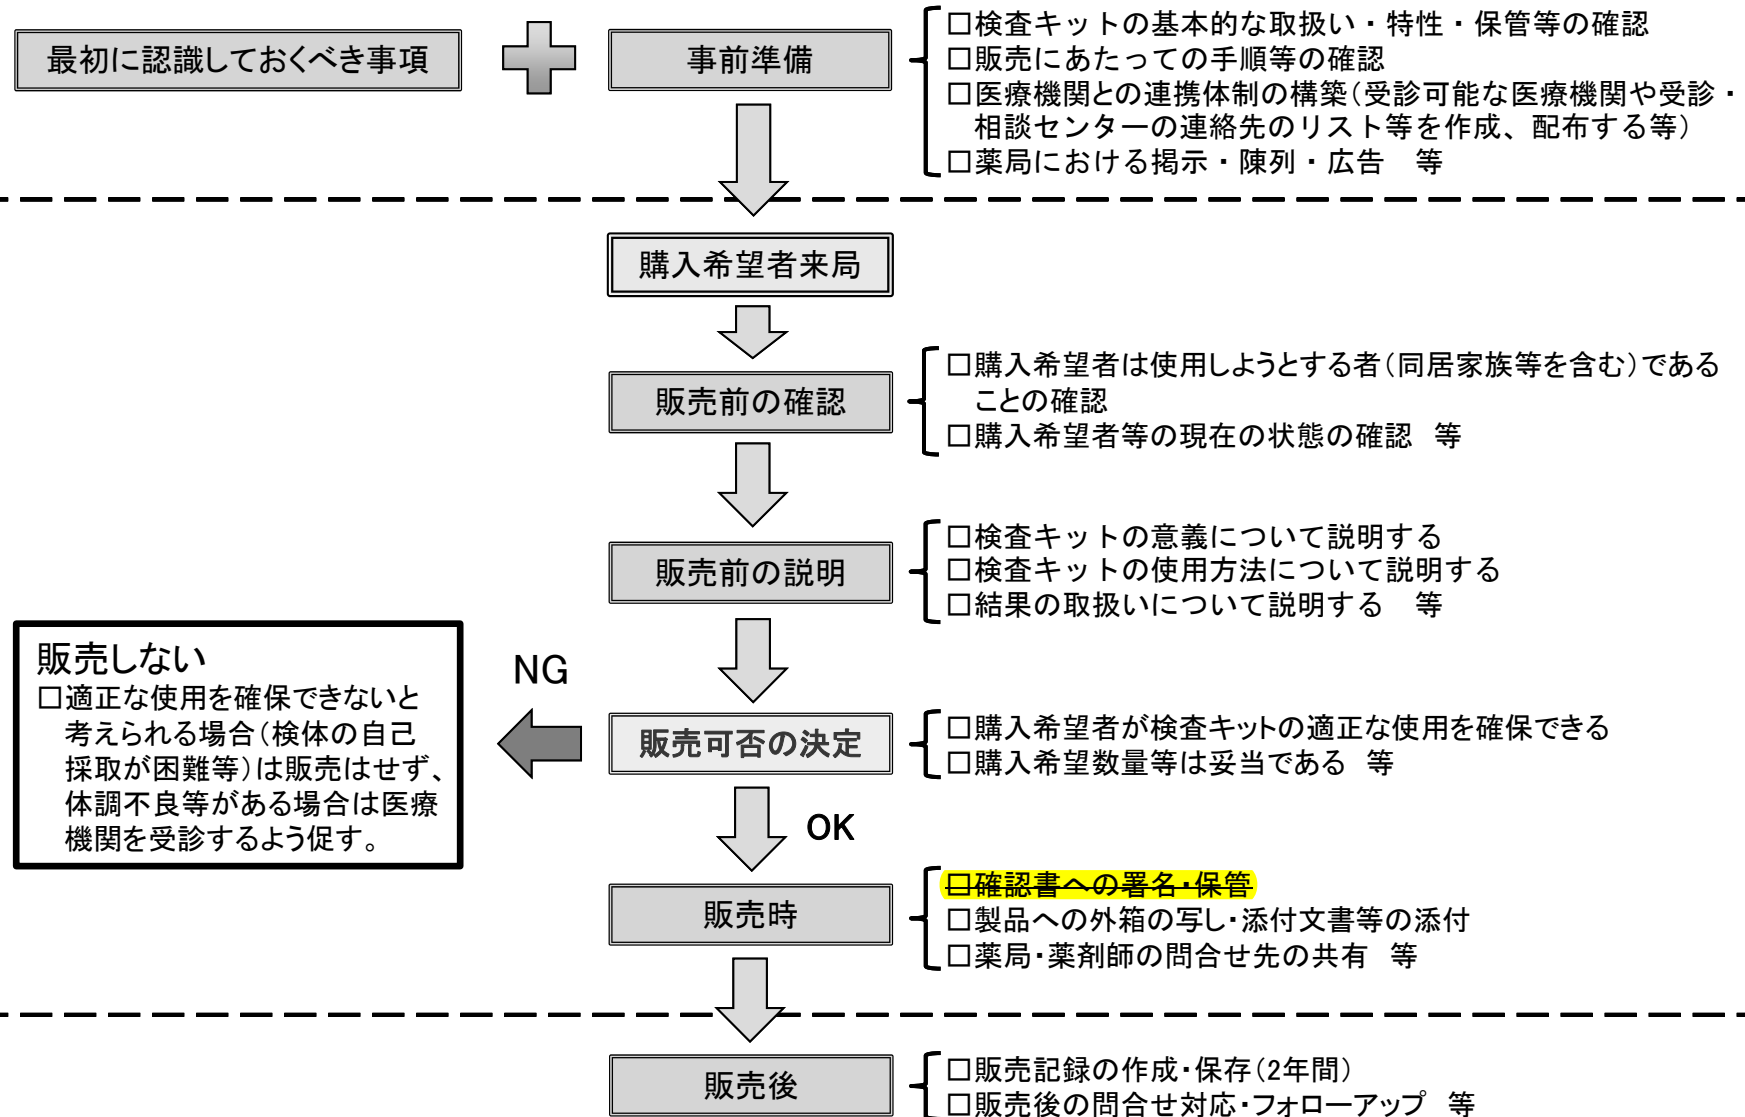 最初に認識しておくべき事項
事前準備
□検査キットの基本的な取扱い・特性・保管等の確認
□販売にあたっての手順等の確認
□医療機関との連携体制の構築(受診可能な医療機関や受診・
相談センターの連絡先のリスト等を作成、配布する等)
□薬局における掲示・陳列・広告　等
購入希望者来局
販売前の確認
□購入希望者は使用しようとする者(同居家族等を含む)である
ことの確認
□購入希望者等の現在の状態の確認　等
販売前の説明
□検査キットの意義について説明する
□検査キットの使用方法について説明する
□結果の取扱いについて説明する　等
販売しない
□適正な使用を確保できないと
考えられる場合(検体の自己
採取が困難等)は販売はせず、
体調不良等がある場合は医療
機関を受診するよう促す。
NG
販売可否の決定
□購入希望者が検査キットの適正な使用を確保できる
□購入希望数量等は妥当である　等
OK
販売時
□確認書への署名・保管
□製品への外箱の写し・添付文書等の添付
□薬局・薬剤師の問合せ先の共有　等
販売後
□販売記録の作成・保存(2年間)
□販売後の問合せ対応・フォローアップ　等